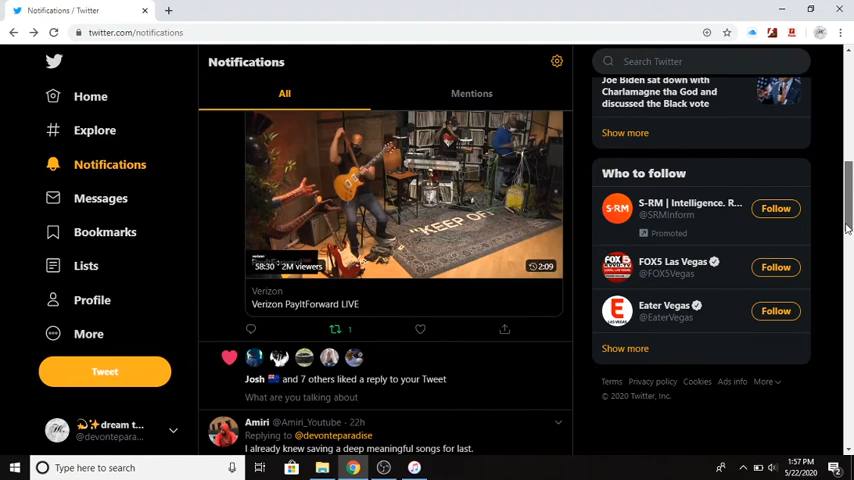 Notifications / Twitter
twitter.com/notifications
Notifications
Search Twitter
All
Mentions
Home
Explore
Notifications
Messages
Bookmarks
Lists
Profile
More
Tweet
dream t...
@devontepara...
"KEEP OFF"
verizon
58:30 2M viewers
2:09
Verizon
Verizon PayItForward LIVE
1
Josh and 7 others liked a reply to your Tweet
What are you talking about
Amiri @Amiri_Youtube · 22h
Replying to @devonteparadise
I already knew saving a deep meaningful songs for last.
Joe Biden sat down with
Charlamagne tha God and
discussed the Black vote
Show more
Who to follow
S-RM
S-RM | Intelligence. R...
@SRMInform
Promoted
Follow
FOX5 Las Vegas
@FOX5Vegas
Follow
Eater Vegas
@EaterVegas
Follow
Show more
Terms Privacy policy Cookies Ads info More
© 2020 Twitter, Inc.
Type here to search
1:57 PM
5/22/2020
2